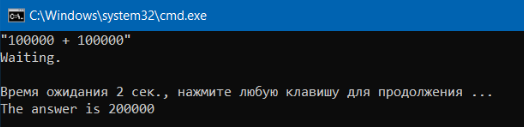 C:\Windows\system32\cmd.exe
"100000 + 100000"
Waiting.
Время ожидания 2 сек., нажмите любую клавишу для продолжения ...
The answer is 200000